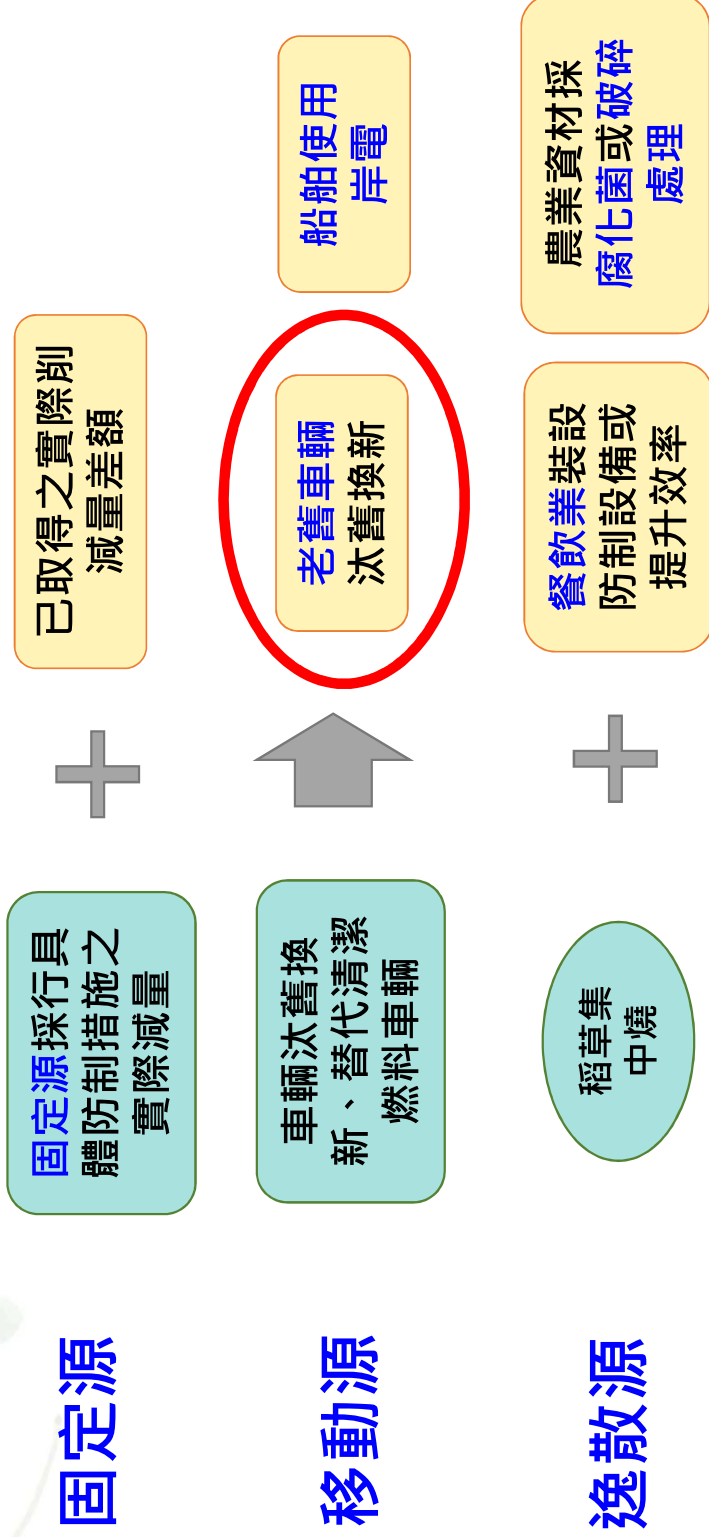 固定源
固定源採行具
體防制措施之
實際減量
已取得之實際削
減量差額
移動源
車輛汰舊換
新、替代清潔
燃料車輛
老舊車輛
汰舊換新
船舶使用
岸電
逸散源
稻草集
中燒
餐飲業裝設
防制設備或
提升效率
農業資材採
腐化菌或破碎
處理